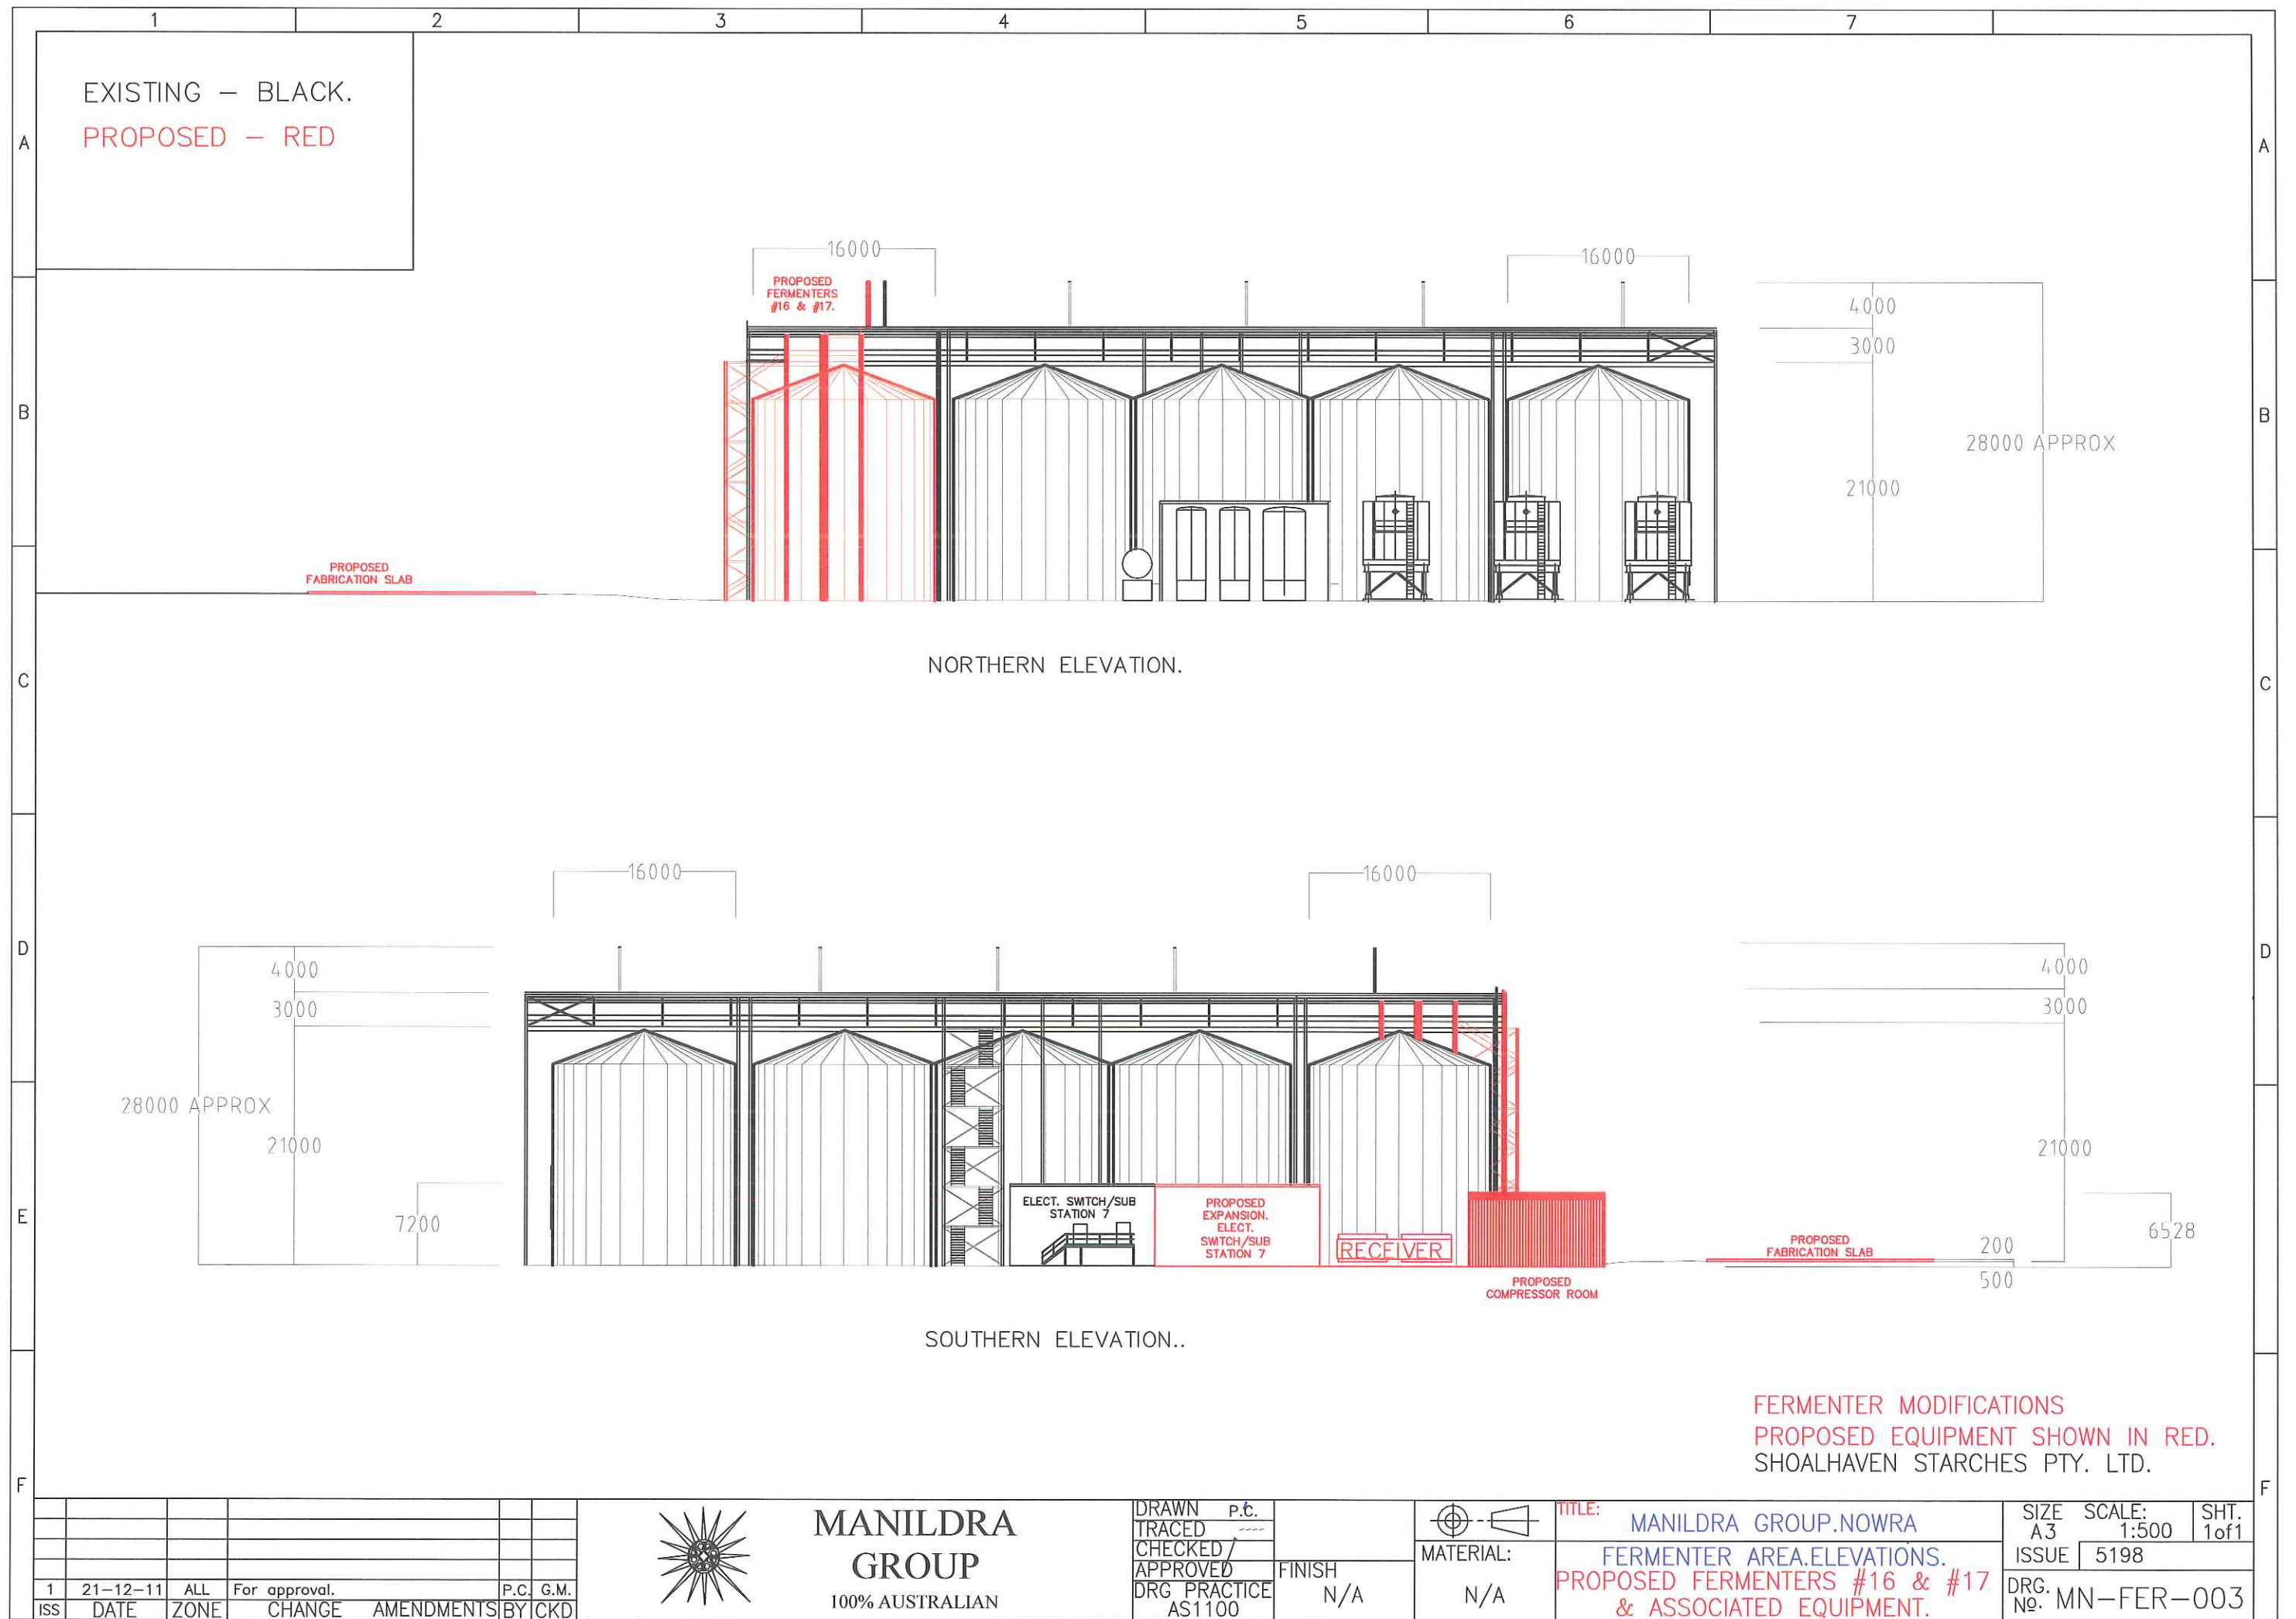 1 2 3 4 5 6 7
EXISTING – BLACK.
PROPOSED – RED
A A
16000
16000
PROPOSED
FERMENTERS
#16 & #17.
4000
3000
B B
28000 APPROX
21000
PROPOSED
FABRICATION SLAB
NORTHERN ELEVATION.
C C
16000
16000
D D
4000
3000
4000
3000
28000 APPROX
21000
21000
7200
E
ELECT. SWITCH/SUB
STATION 7
PROPOSED
EXPANSION.
ELECT.
SWITCH/SUB
STATION 7
RECEIVER
PROPOSED
FABRICATION SLAB
200
500
6528
E
PROPOSED
COMPRESSOR ROOM
SOUTHERN ELEVATION..
FERMENTER MODIFICATIONS
PROPOSED EQUIPMENT SHOWN IN RED.
SHOALHAVEN STARCHES PTY. LTD.
F F
1 21–12–11 ALL For approval. P.C. G.M.
ISS DATE ZONE CHANGE AMENDMENTS BY CKD
MANILDRA
GROUP
100% AUSTRALIAN
DRAWN P.C.
TRACED ----
CHECKED
APPROVED
DRG PRACTICE
AS1100
FINISH
N/A
MATERIAL:
N/A
TITLE:
MANILDRA GROUP.NOWRA
FERMENTER AREA.ELEVATIONS.
PROPOSED FERMENTERS #16 & #17
& ASSOCIATED EQUIPMENT.
SIZE
A3
SCALE:
1:500
SHT.
1of1
ISSUE 5198
DRG.
Nº. MN–FER–003